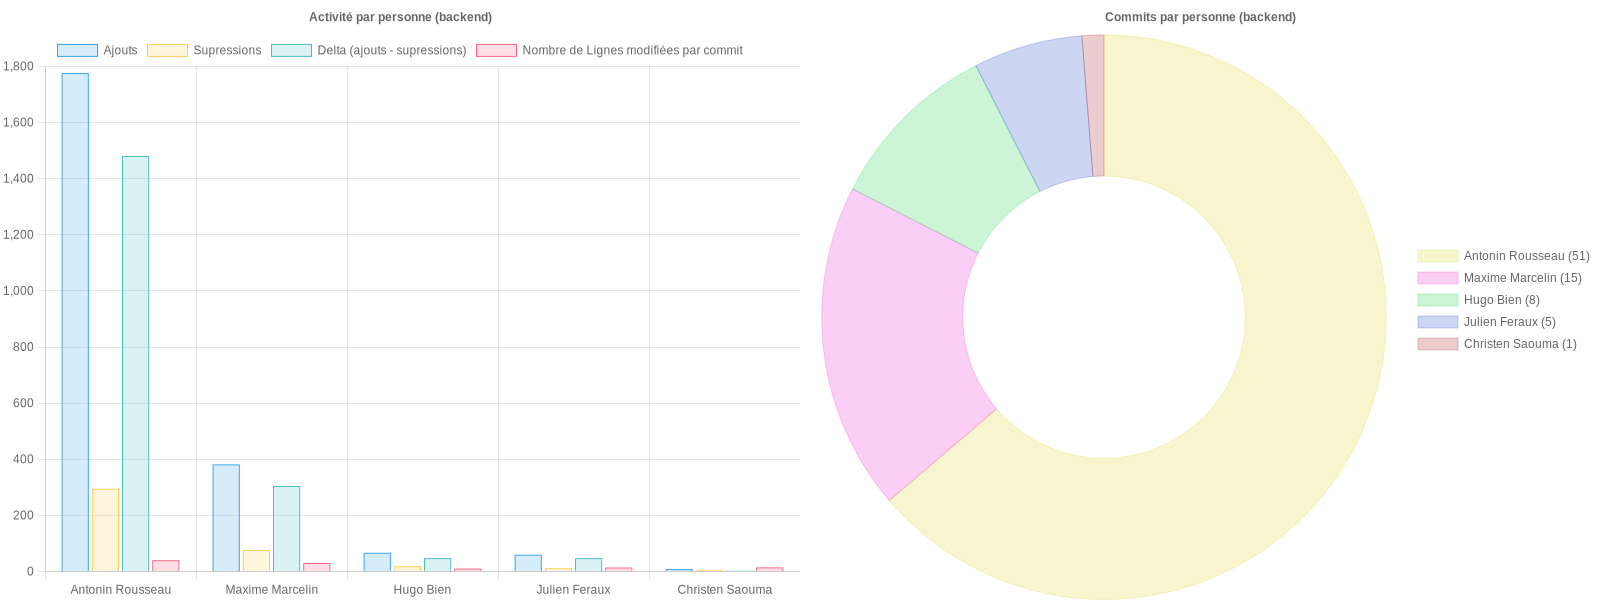 Activité par personne (backend)
Ajouts
Supressions
Delta (ajouts - supressions)
Nombre de Lignes modifiées par commit
1,800
1,600
1,400
1,200
1,000
800
600
400
200
0
Antonin Rousseau
Maxime Marcelin
Hugo Bien
Julien Feraux
Christen Saouma
Commits par personne (backend)
Antonin Rousseau (51)
Maxime Marcelin (15)
Hugo Bien (8)
Julien Feraux (5)
Christen Saouma (1)